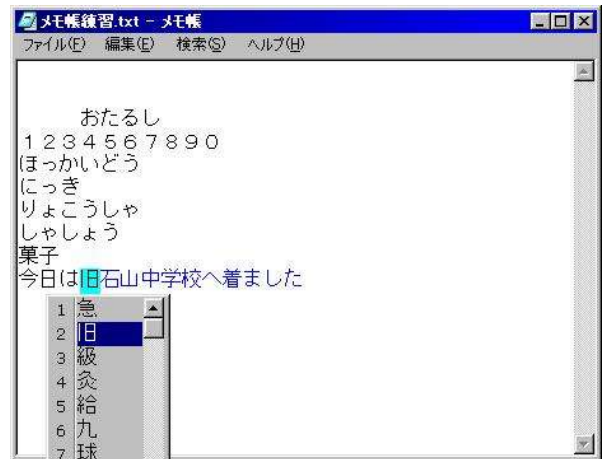 メモ帳練習.txt - メモ帳
ファイル(F) 編集(E) 検索(S) ヘルプ(H)
おたるし
１２３４５６７８９０
ほっかいどう
にっき
りょこうしゃ
しゃしょう
菓子
今日は旧石山中学校へ着ました
1 急
2 旧
3 級
4 灸
5 給
6 九
7 球